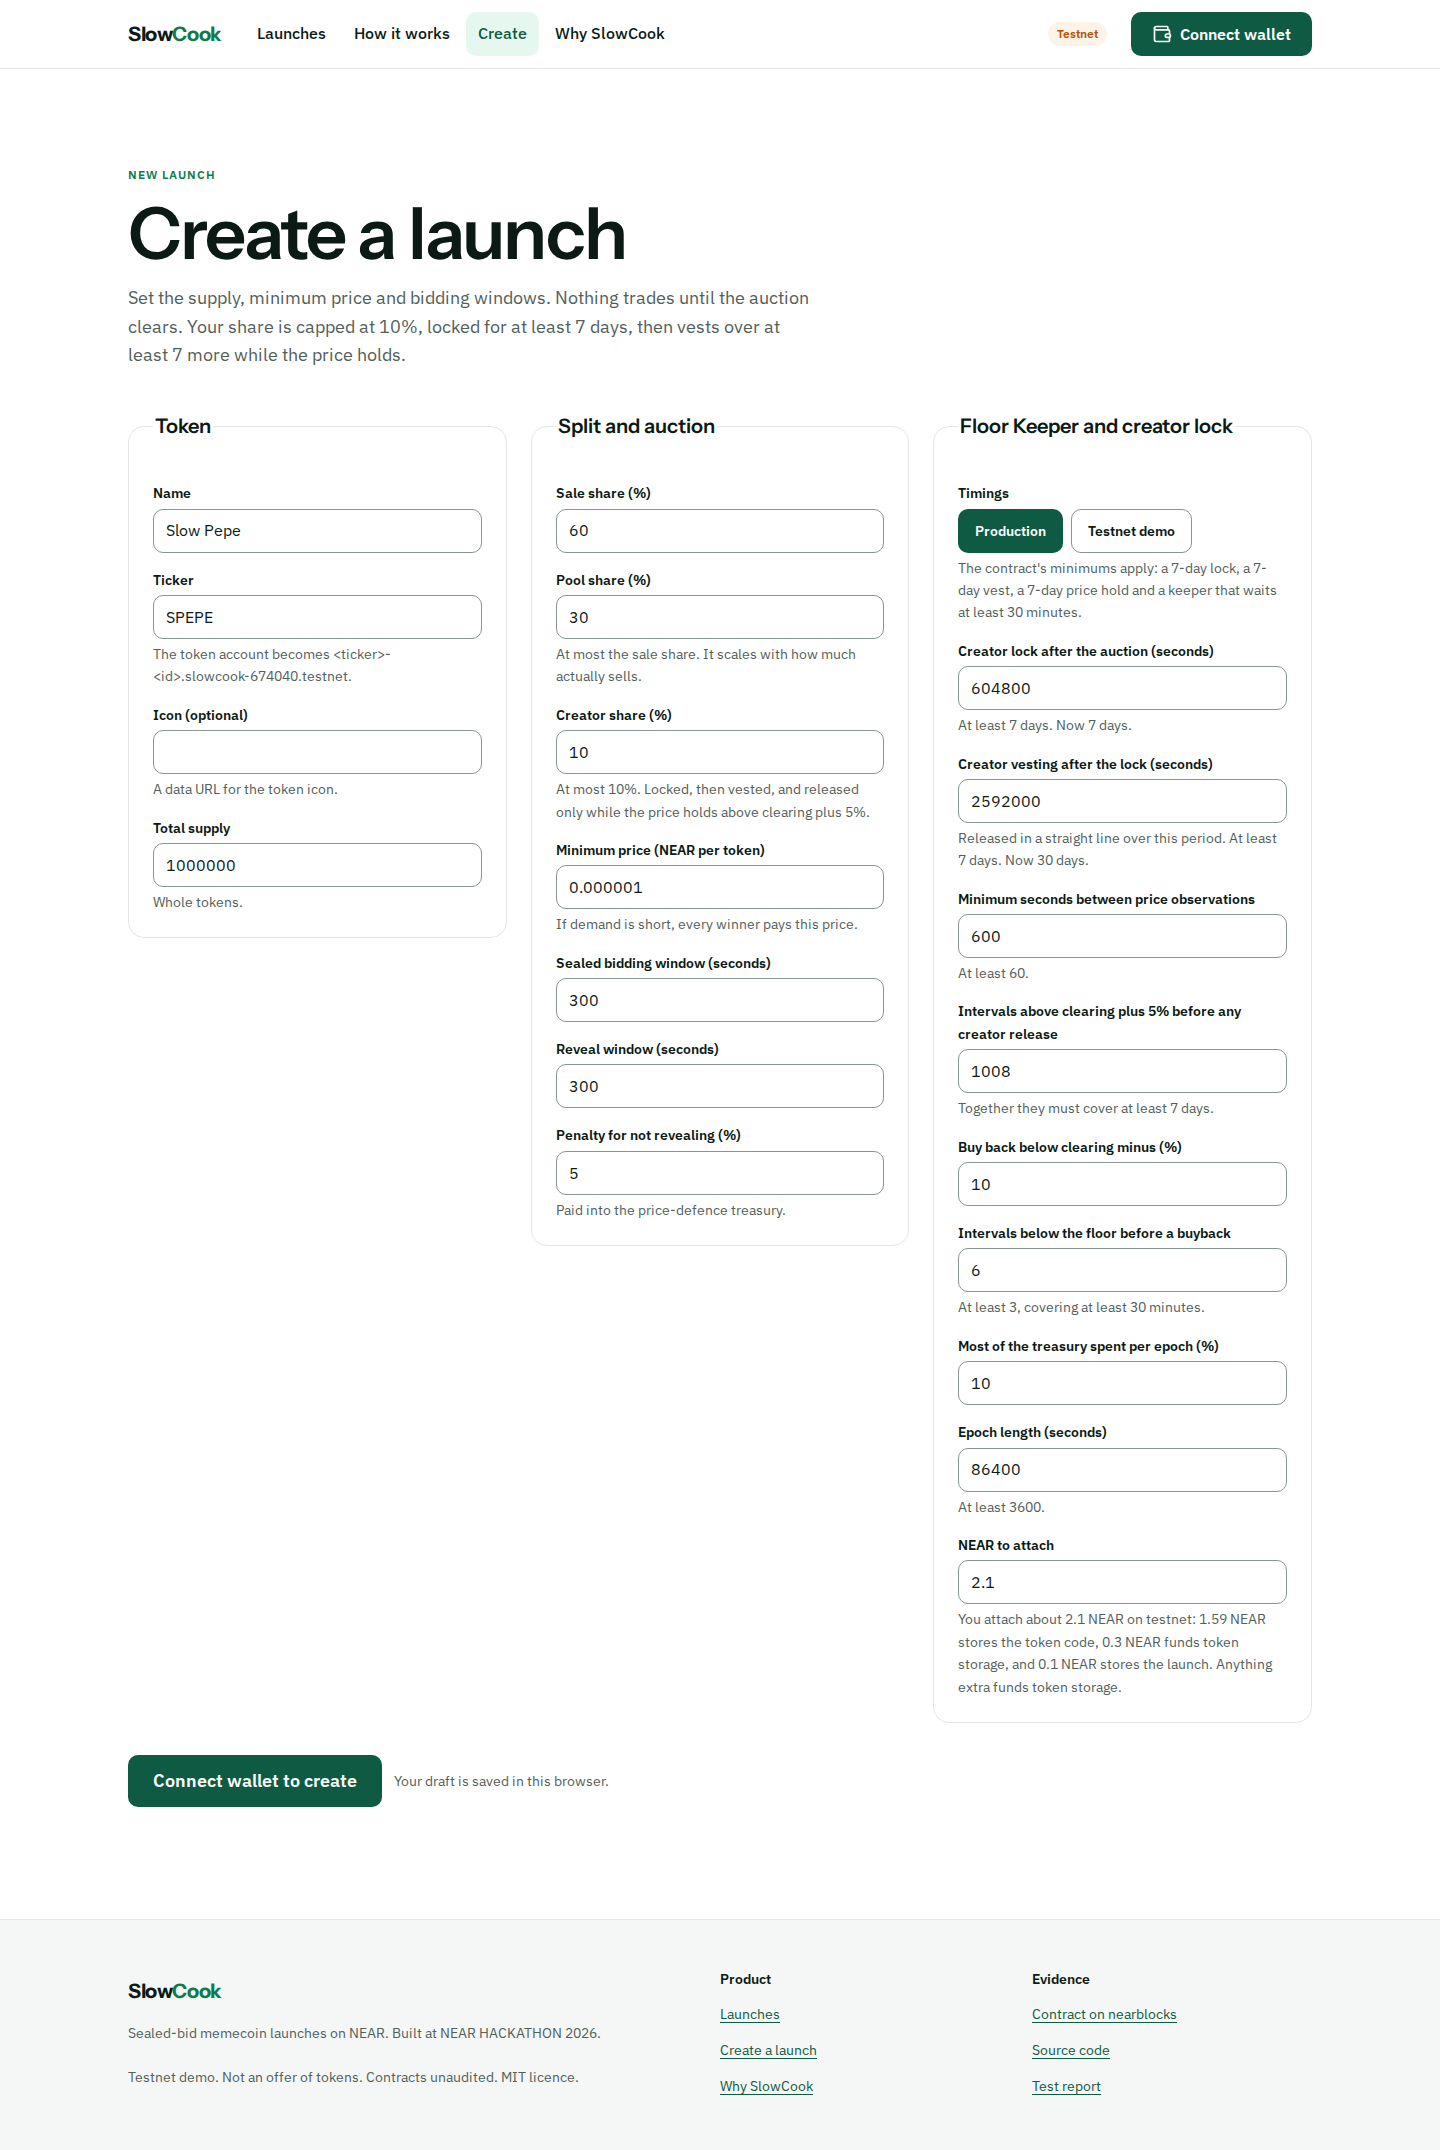 SlowCook
Launches
How it works
Create
Why SlowCook
Testnet
Connect wallet
NEW LAUNCH
Create a launch
Set the supply, minimum price and bidding windows. Nothing trades until the auction
clears. Your share is capped at 10%, locked for at least 7 days, then vests over at
least 7 more while the price holds.
Token
Name
Slow Pepe
Ticker
SPEPE
The token account becomes <ticker>-
<id>.slowcook-674040.testnet.
Icon (optional)
A data URL for the token icon.
Total supply
1000000
Whole tokens.
Split and auction
Sale share (%)
60
Pool share (%)
30
At most the sale share. It scales with how much
actually sells.
Creator share (%)
10
At most 10%. Locked, then vested, and released
only while the price holds above clearing plus 5%.
Minimum price (NEAR per token)
0.000001
If demand is short, every winner pays this price.
Sealed bidding window (seconds)
300
Reveal window (seconds)
300
Penalty for not revealing (%)
5
Paid into the price-defence treasury.
Floor Keeper and creator lock
Timings
Production
Testnet demo
The contract's minimums apply: a 7-day lock, a 7-
day vest, a 7-day price hold and a keeper that waits
at least 30 minutes.
Creator lock after the auction (seconds)
604800
At least 7 days. Now 7 days.
Creator vesting after the lock (seconds)
2592000
Released in a straight line over this period. At least
7 days. Now 30 days.
Minimum seconds between price observations
600
At least 60.
Intervals above clearing plus 5% before any
creator release
1008
Together they must cover at least 7 days.
Buy back below clearing minus (%)
10
Intervals below the floor before a buyback
6
At least 3, covering at least 30 minutes.
Most of the treasury spent per epoch (%)
10
Epoch length (seconds)
86400
At least 3600.
NEAR to attach
2.1
You attach about 2.1 NEAR on testnet: 1.59 NEAR
stores the token code, 0.3 NEAR funds token
storage, and 0.1 NEAR stores the launch. Anything
extra funds token storage.
Connect wallet to create
Your draft is saved in this browser.
SlowCook
Sealed-bid memecoin launches on NEAR. Built at NEAR HACKATHON 2026.
Testnet demo. Not an offer of tokens. Contracts unaudited. MIT licence.
Product
Launches
Create a launch
Why SlowCook
Evidence
Contract on nearblocks
Source code
Test report